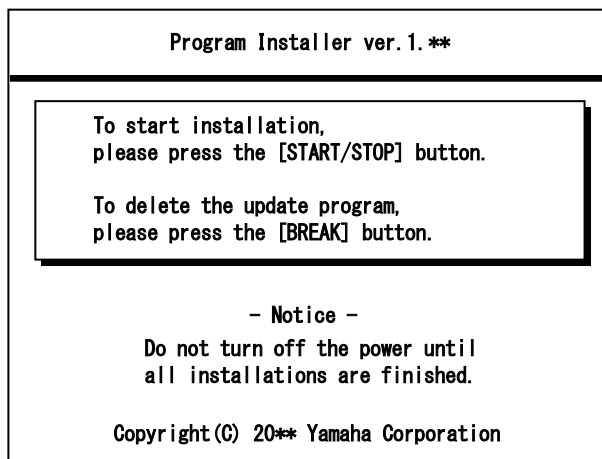 Program Installer ver.1.**
To start installation,
please press the [START/STOP] button.
To delete the update program,
please press the [BREAK] button.
- Notice -
Do not turn off the power until
all installations are finished.
Copyright(C) 20** Yamaha Corporation